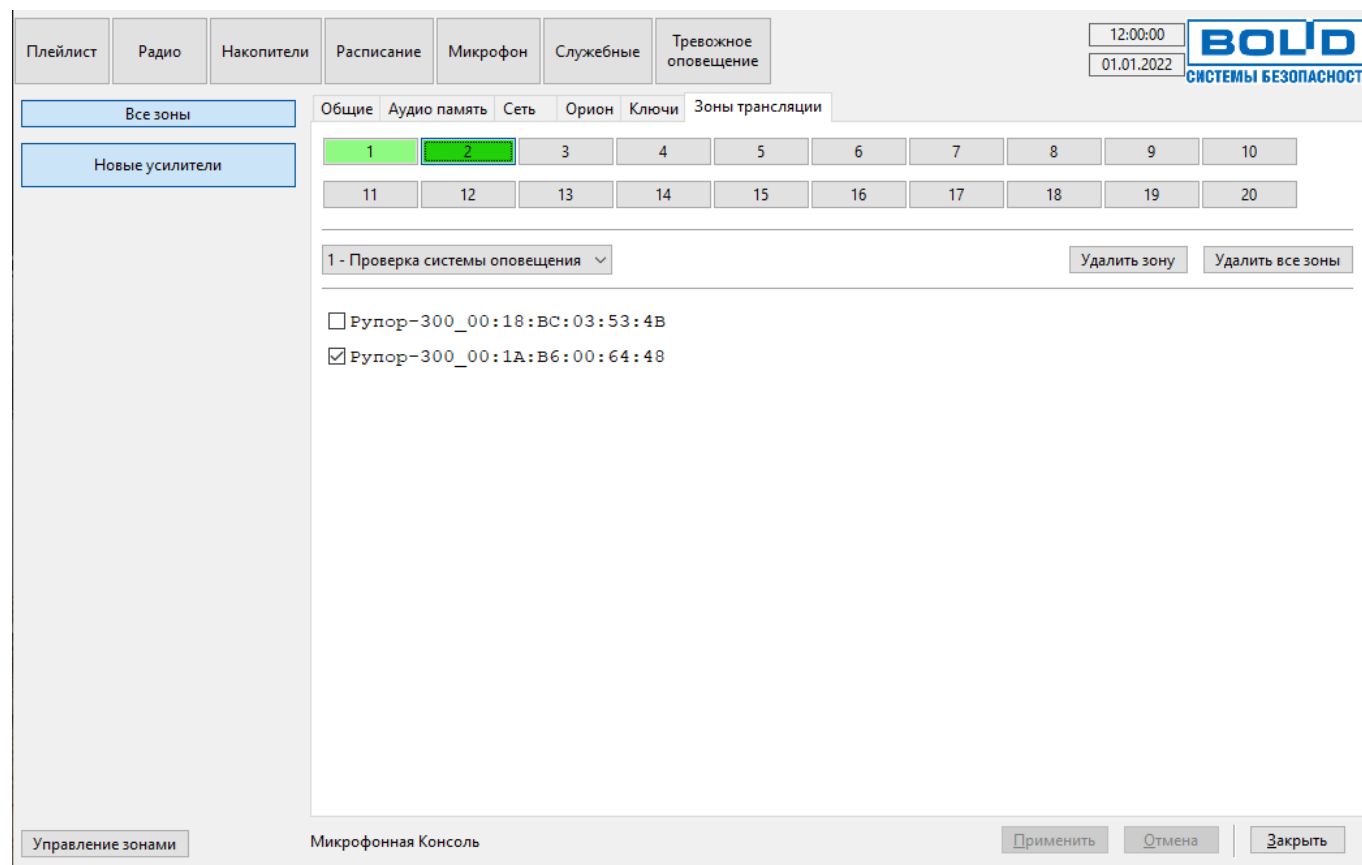 Плейлист
Радио
Накопители
Расписание
Микрофон
Служебные
Тревожное
оповещение
12:00:00
01.01.2022
BOLID
СИСТЕМЫ БЕЗОПАСНОСТ
Все зоны
Новые усилители
Общие Аудио память Сеть Орион Ключи Зоны трансляции
1 2 3 4 5 6 7 8 9 10
11 12 13 14 15 16 17 18 19 20
1 - Проверка системы оповещения
Удалить зону
Удалить все зоны
Рупор-300_00:18:BC:03:53:4B
Рупор-300_00:1A:B6:00:64:48
Управление зонами
Микрофонная Консоль
Применить
Отмена
Закрыть